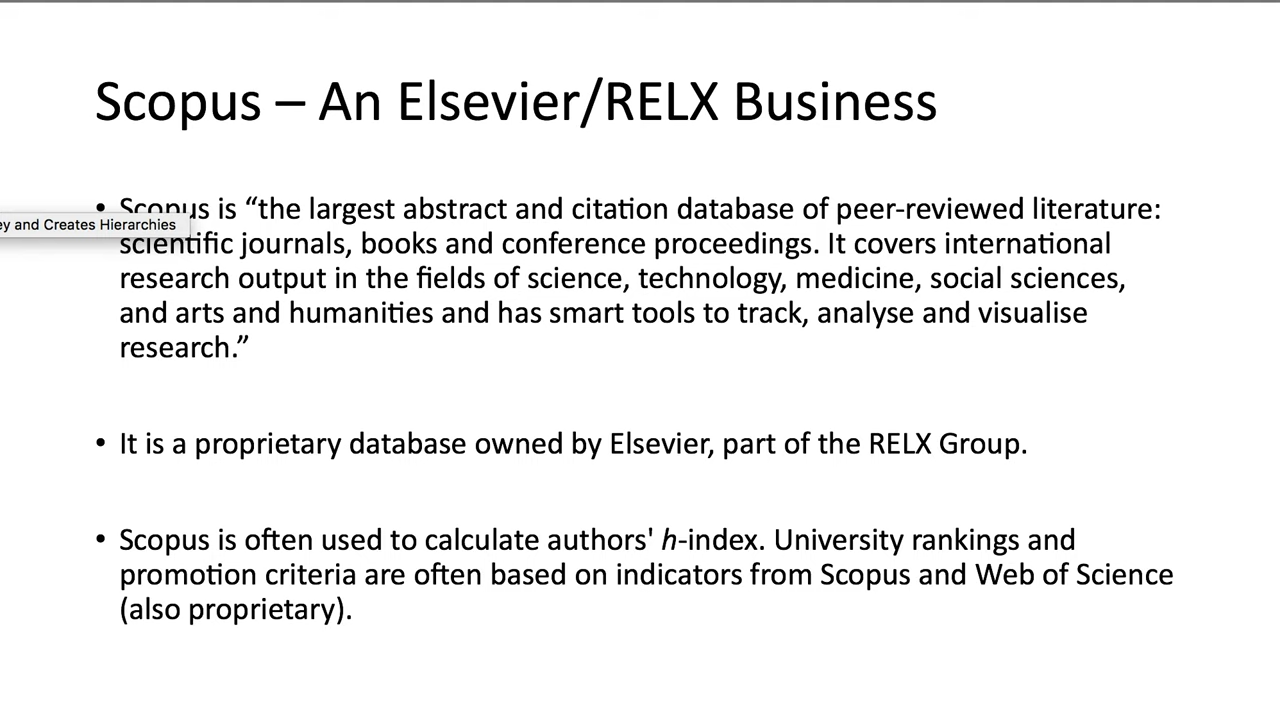 Scopus – An Elsevier/RELX Business
• Scopus is “the largest abstract and citation database of peer-reviewed literature:
and Creates Hierarchies
scientific journals, books and conference proceedings. It covers international
research output in the fields of science, technology, medicine, social sciences,
and arts and humanities and has smart tools to track, analyse and visualise
research.”
• It is a proprietary database owned by Elsevier, part of the RELX Group.
• Scopus is often used to calculate authors' h-index. University rankings and
promotion criteria are often based on indicators from Scopus and Web of Science
(also proprietary).